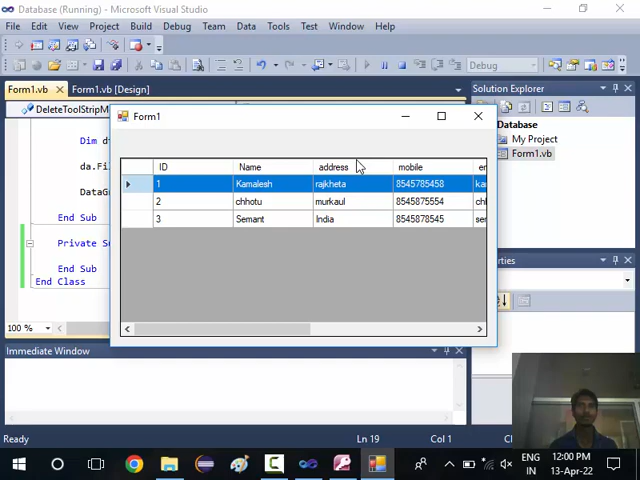 Database (Running) - Microsoft Visual Studio
File Edit View Project Build Debug Team Data Tools Test Window Help
Debug
Form1.vb Form1.vb [Design]
Solution Explorer
DeleteToolStripM
Form1
Database
My Project
Form1.vb
Dim d
da.Fi
DataG
ID Name address mobile
1 Kamalesh rajkheta 8545785458
2 chhotu murkaul 8545875554
3 Semant India 8545878545
End Sub
Private S
End Sub
End Class
erties
100 %
Immediate Window
Ready Ln 19 Col 1
ENG 12:00 PM
IN 13-Apr-22